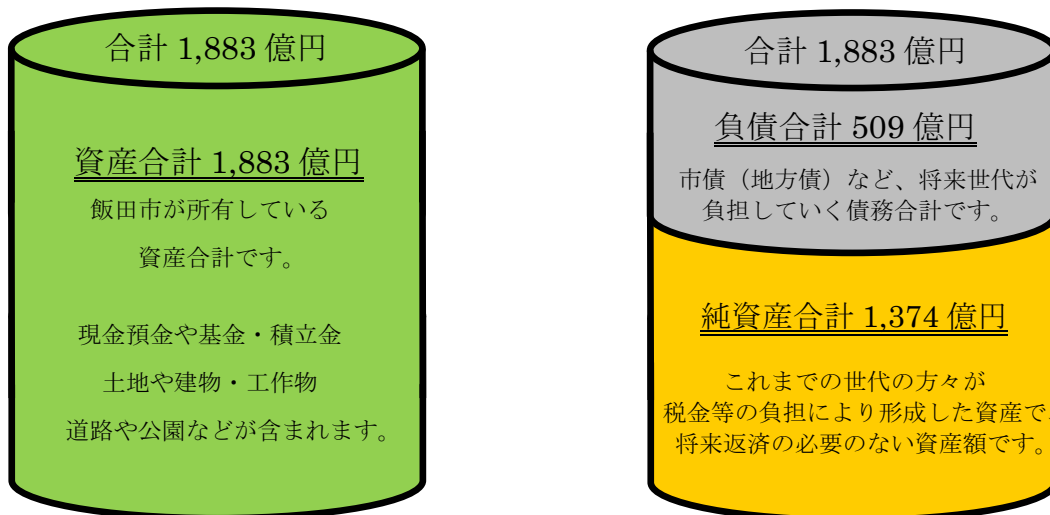 合計 1,883 億円
資産合計 1,883 億円
飯田市が所有している
資産合計です。
現金預金や基金・積立金
土地や建物・工作物
道路や公園などが含まれます。
合計 1,883 億円
負債合計 509 億円
市債（地方債）など、将来世代が
負担していく債務合計です。
純資産合計 1,374 億円
これまでの世代の方々が
税金等の負担により形成した資産で
将来返済の必要のない資産額です。